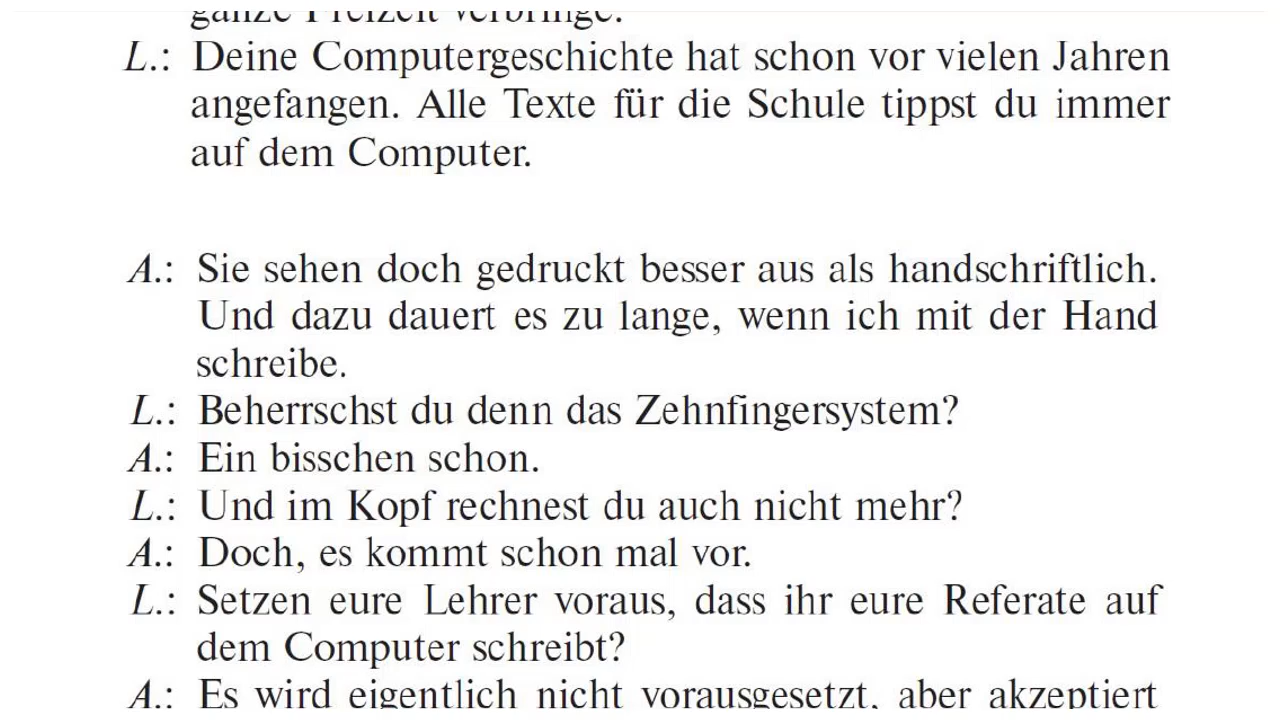 ganze Freizeit verbringe.
L.: Deine Computergeschichte hat schon vor vielen Jahren
angefangen. Alle Texte für die Schule tippst du immer
auf dem Computer.
A.: Sie sehen doch gedruckt besser aus als handschriftlich.
Und dazu dauert es zu lange, wenn ich mit der Hand
schreibe.
L.: Beherrschst du denn das Zehnfingersystem?
A.: Ein bisschen schon.
L.: Und im Kopf rechnest du auch nicht mehr?
A.: Doch, es kommt schon mal vor.
L.: Setzen eure Lehrer voraus, dass ihr eure Referate auf
dem Computer schreibt?
A.: Es wird eigentlich nicht vorausgesetzt, aber akzeptiert